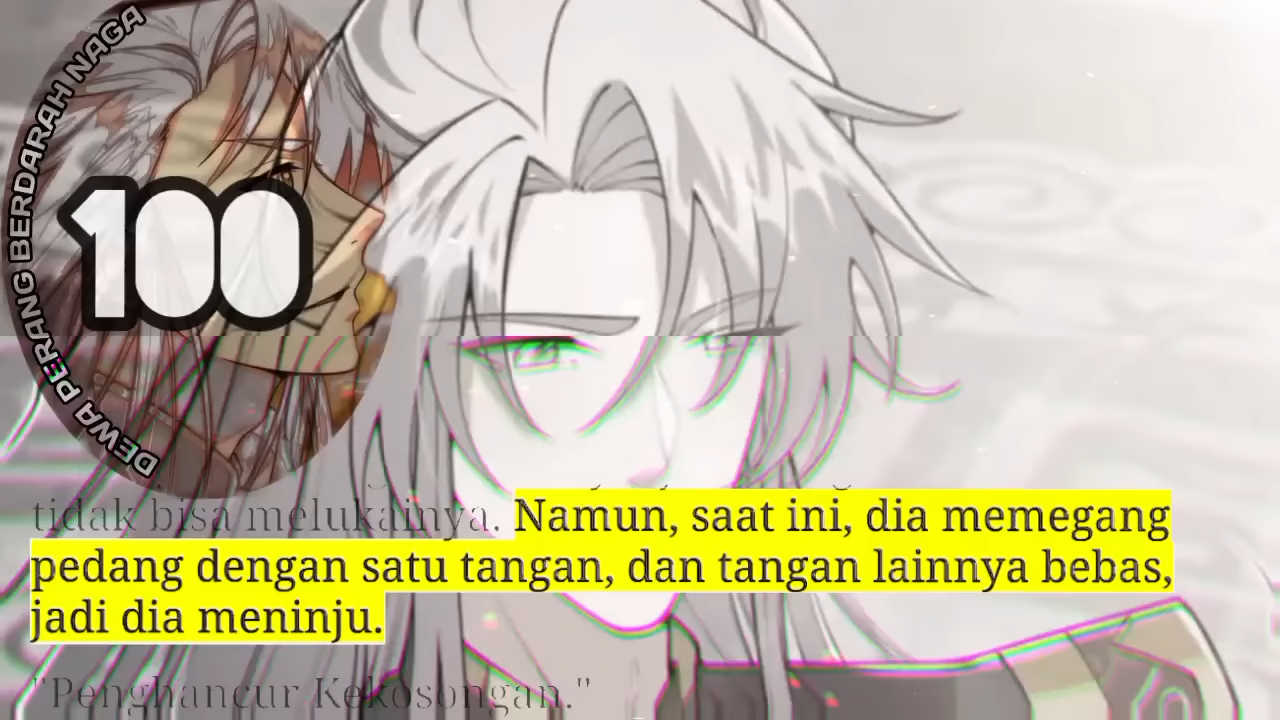 DEWA PERANG BERDARAH NAGA
100
tidak bisa melukainya. Namun, saat ini, dia memegang
pedang dengan satu tangan, dan tangan lainnya bebas,
jadi dia meninju.
"Penghancur Kekosongan."